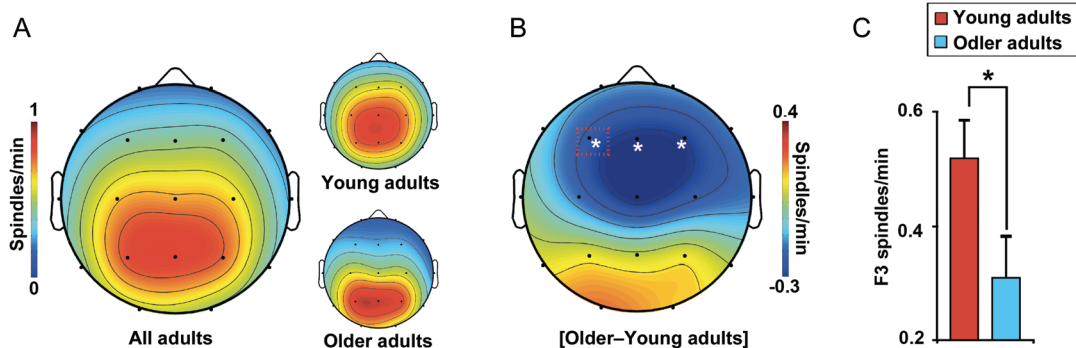 A
1
Spindles/min
0
All adults
Young adults
Older adults
B
*
*
*
0.4
Spindles/min
-0.3
[Older–Young adults]
C
Young adults
Odler adults
*
0.6
0.4
0.2
F3 spindles/min